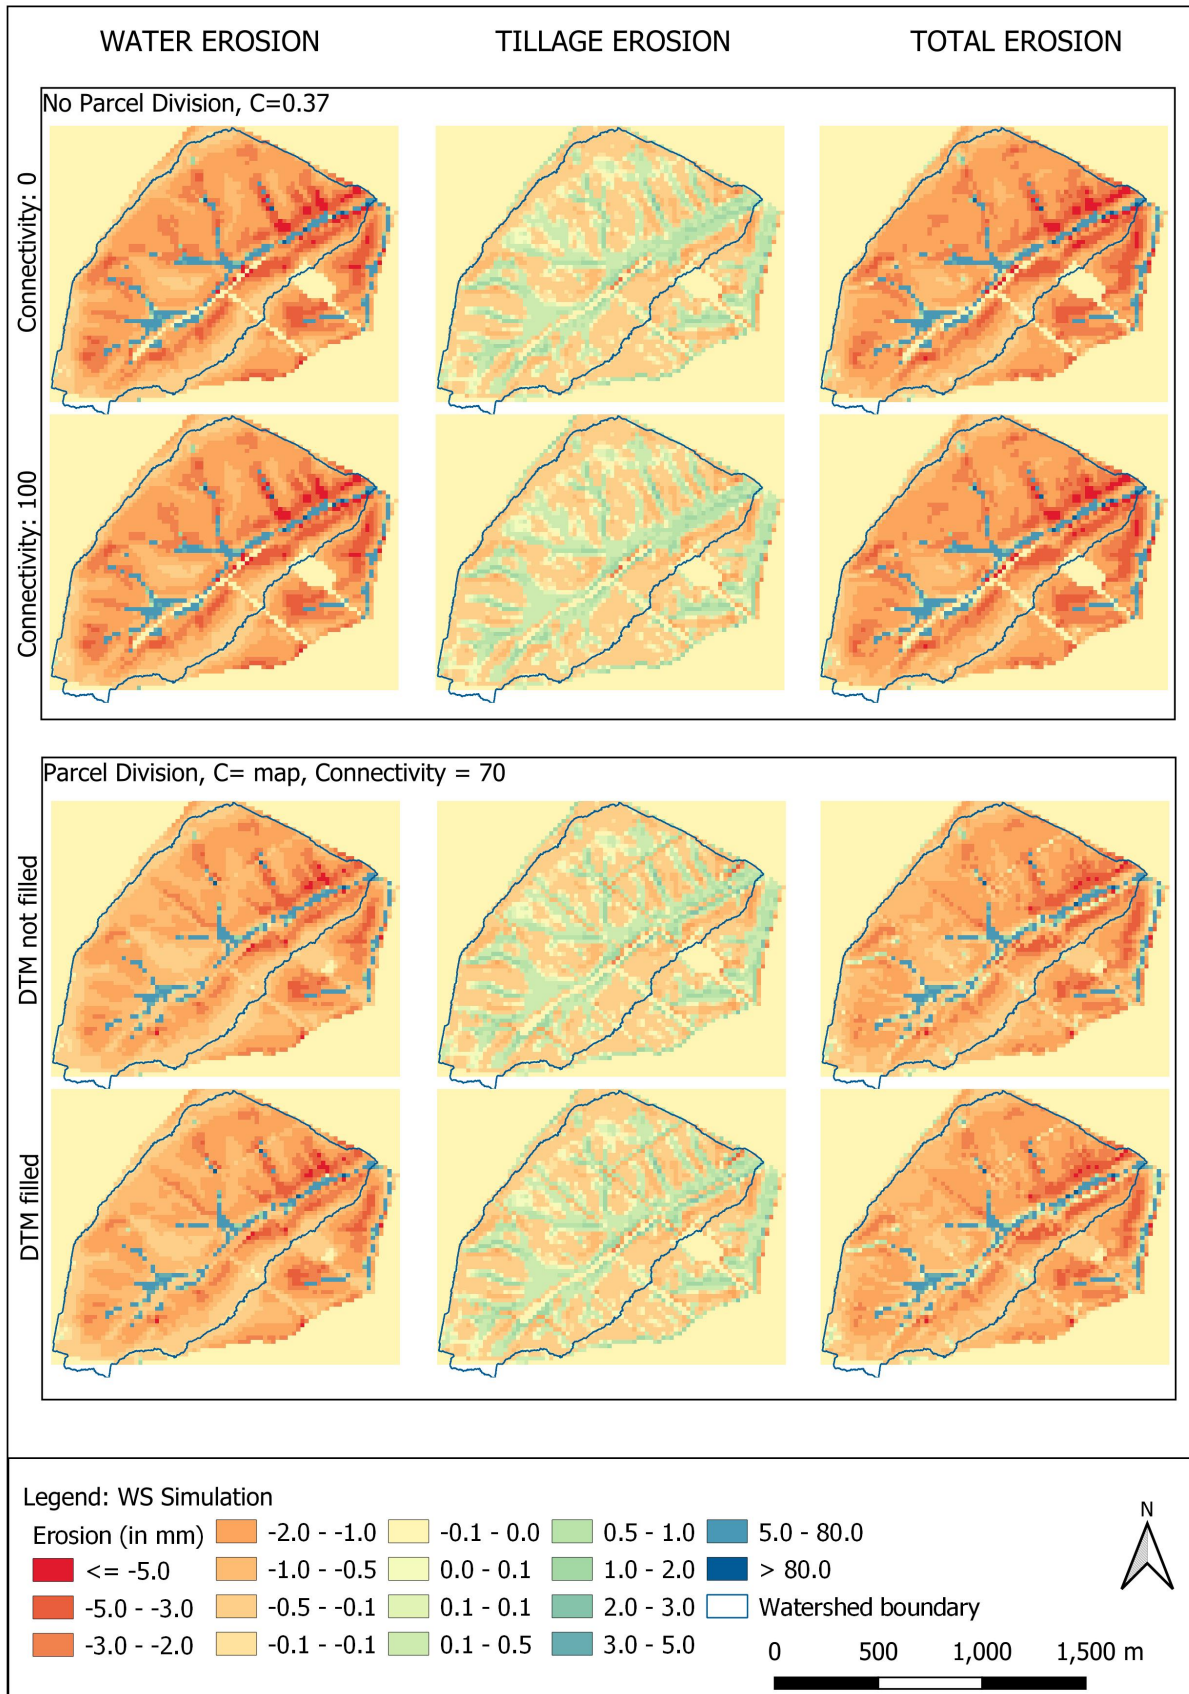 WATER EROSION TILLAGE EROSION TOTAL EROSION
No Parcel Division, C=0.37
Connectivity: 0
Connectivity: 100
Parcel Division, C= map, Connectivity = 70
DTM not filled
DTM filled
Legend: WS Simulation
Erosion (in mm)
<= -5.0
-5.0 - -3.0
-3.0 - -2.0
-2.0 - -1.0
-1.0 - -0.5
-0.5 - -0.1
-0.1 - -0.1
-0.1 - 0.0
0.0 - 0.1
0.1 - 0.1
0.1 - 0.5
0.5 - 1.0
1.0 - 2.0
2.0 - 3.0
3.0 - 5.0
5.0 - 80.0
> 80.0
Watershed boundary
N
0 500 1,000 1,500 m